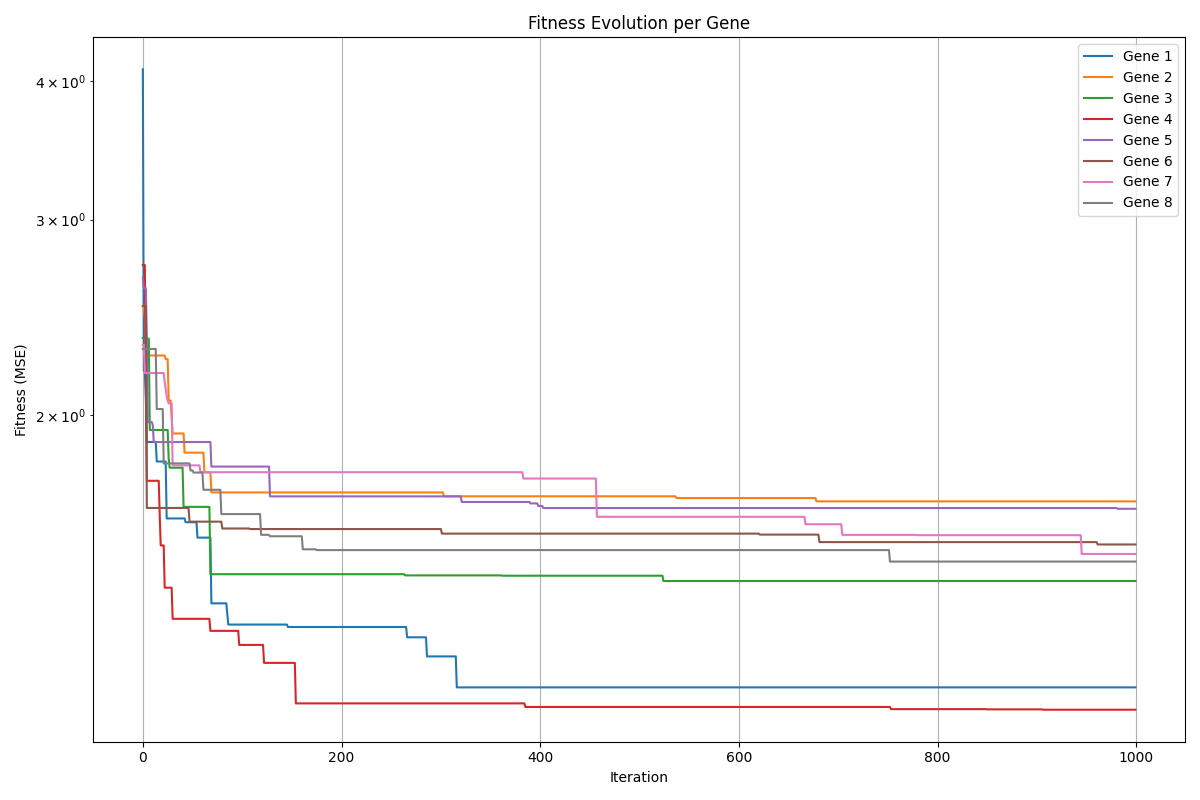 Fitness Evolution per Gene
Fitness (MSE)
4 × 10⁰
3 × 10⁰
2 × 10⁰
Gene 1
Gene 2
Gene 3
Gene 4
Gene 5
Gene 6
Gene 7
Gene 8
0 200 400 600 800 1000
Iteration